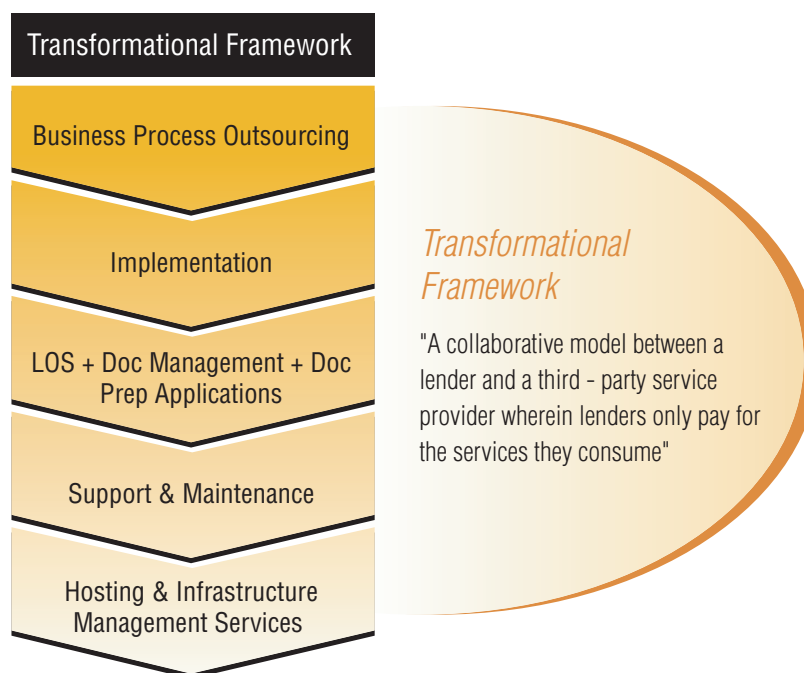 Transformational Framework
Business Process Outsourcing
Implementation
LOS + Doc Management + Doc
Prep Applications
Support & Maintenance
Hosting & Infrastructure
Management Services
Transformational
Framework
"A collaborative model between a
lender and a third - party service
provider wherein lenders only pay for
the services they consume"